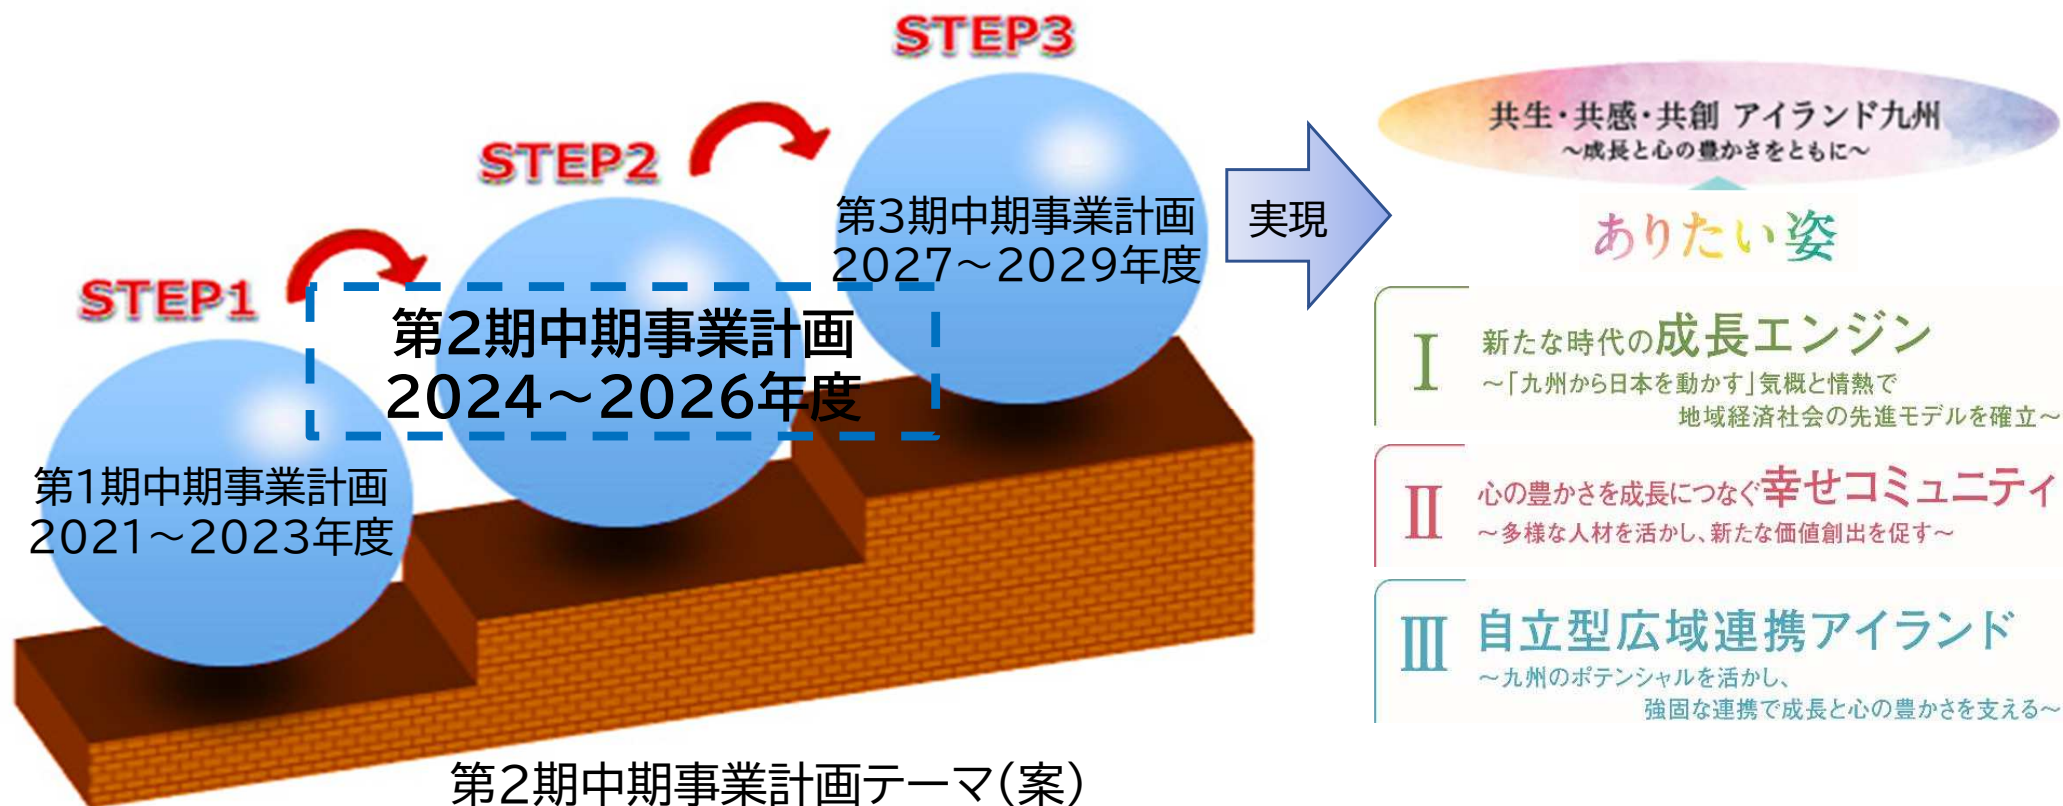 STEP1
第1期中期事業計画
2021～2023年度
STEP2
第2期中期事業計画
2024～2026年度
STEP3
第3期中期事業計画
2027～2029年度
実現
共生・共感・共創 アイランド九州
～成長と心の豊かさをともに～
ありたい姿
Ⅰ
新たな時代の成長エンジン
～「九州から日本を動かす」気概と情熱で
地域経済社会の先進モデルを確立～
Ⅱ
心の豊かさを成長につなぐ幸せコミュニティ
～多様な人材を活かし、新たな価値創出を促す～
Ⅲ
自立型広域連携アイランド
～九州のポテンシャルを活かし、
強固な連携で成長と心の豊かさを支える～
第2期中期事業計画テーマ(案)